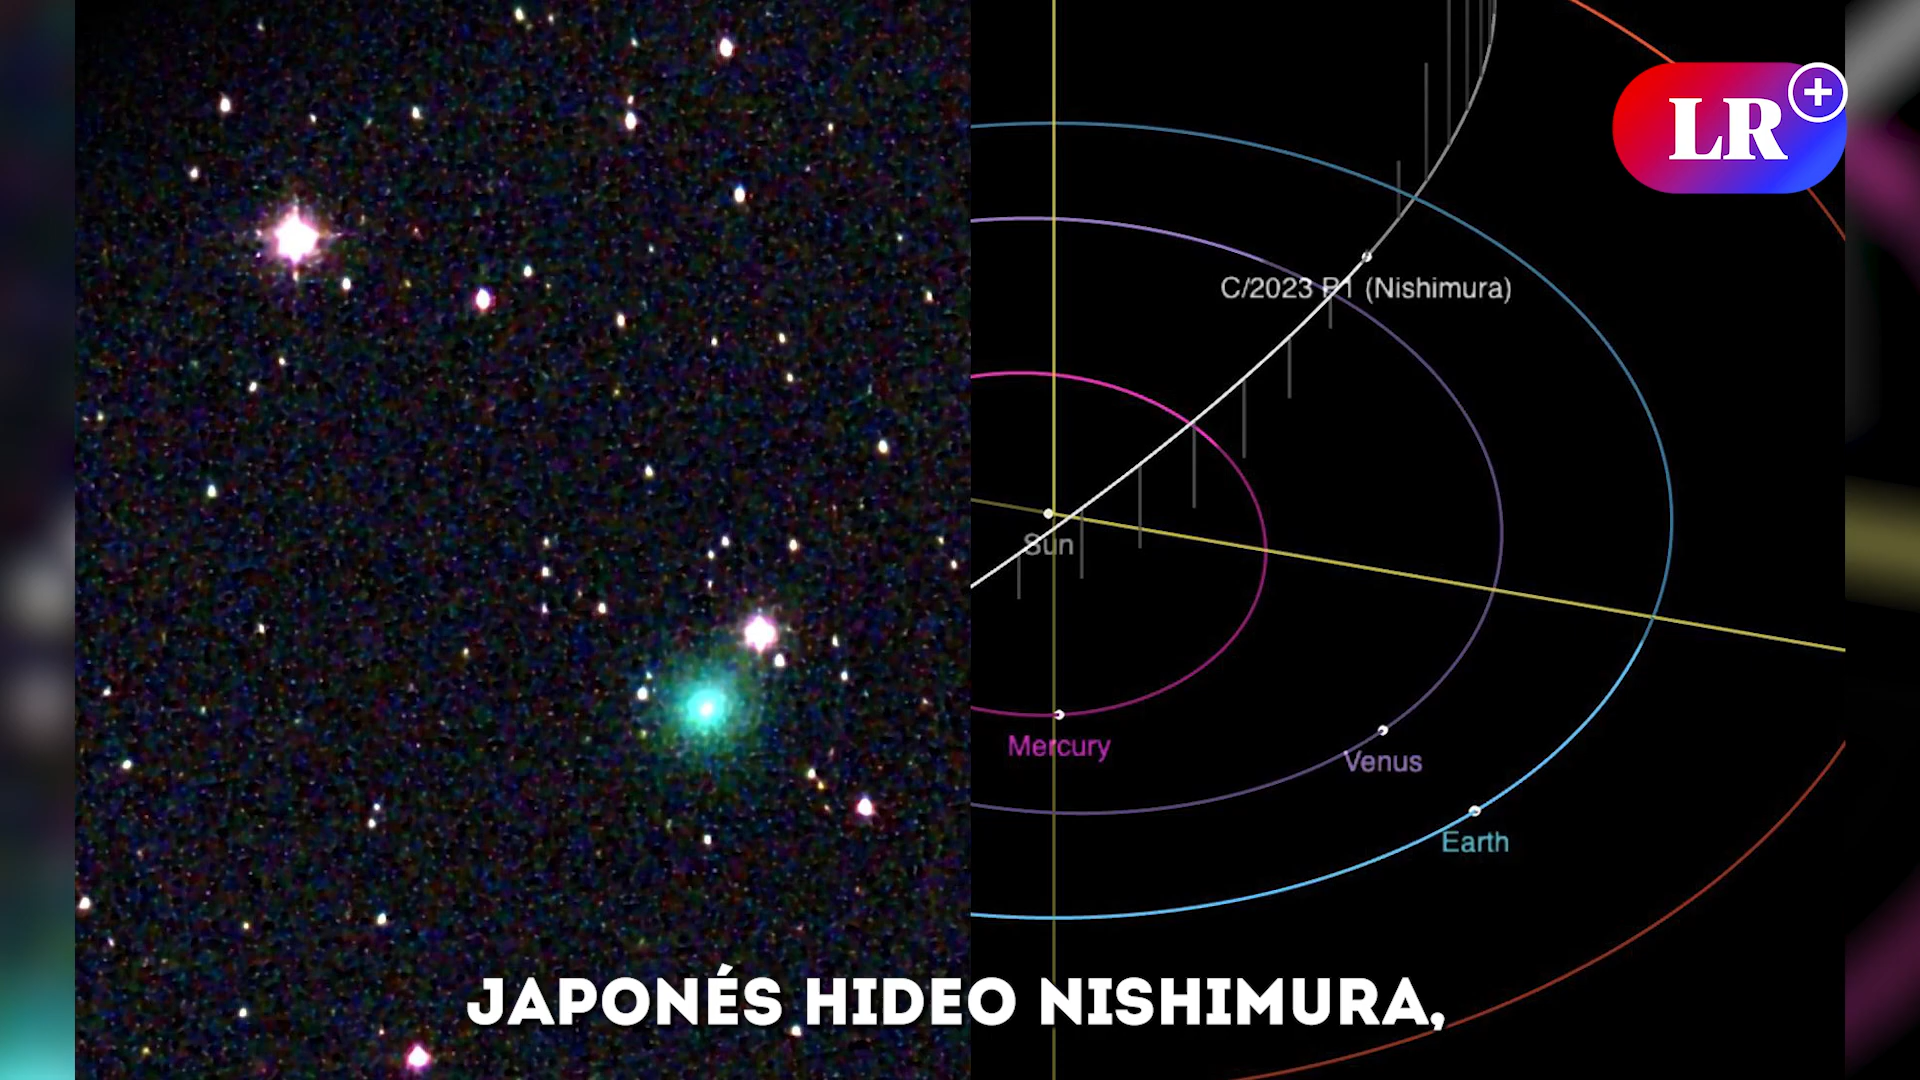 LR+
C/2023 P1 (Nishimura)
Sun
Mercury
Venus
Earth
JAPONÉS HIDEO NISHIMURA,